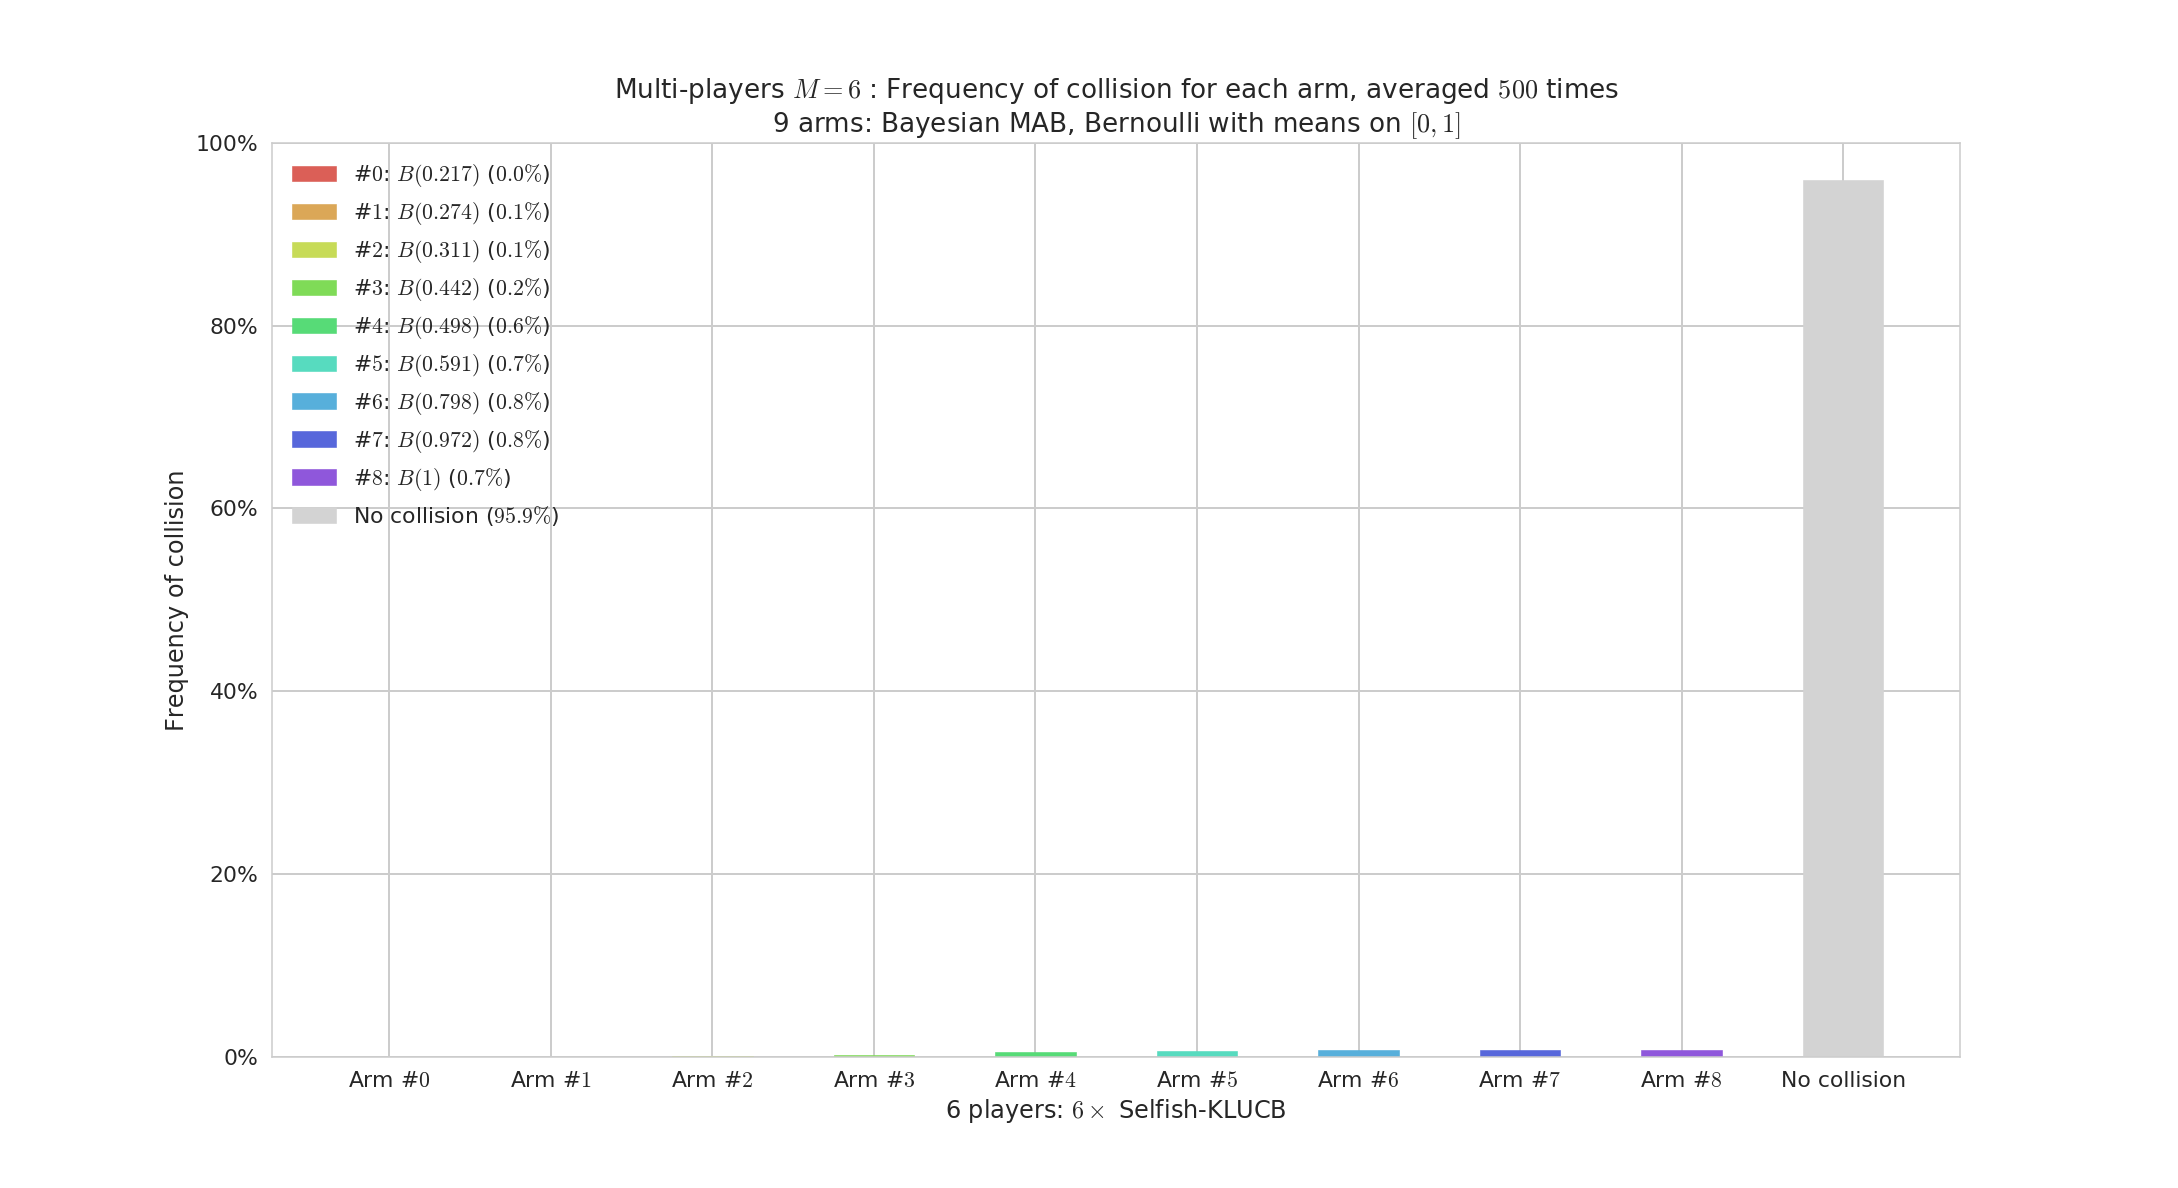 Multi-players M = 6 : Frequency of collision for each arm, averaged 500 times
9 arms: Bayesian MAB, Bernoulli with means on [0, 1]
100%
80%
60%
40%
20%
0%
Frequency of collision
#0: B(0.217) (0.0%)
#1: B(0.274) (0.1%)
#2: B(0.311) (0.1%)
#3: B(0.442) (0.2%)
#4: B(0.498) (0.6%)
#5: B(0.591) (0.7%)
#6: B(0.798) (0.8%)
#7: B(0.972) (0.8%)
#8: B(1) (0.7%)
No collision (95.9%)
Arm #0 Arm #1 Arm #2 Arm #3 Arm #4 Arm #5 Arm #6 Arm #7 Arm #8 No collision
6 players: 6× Selfish-KLUCB